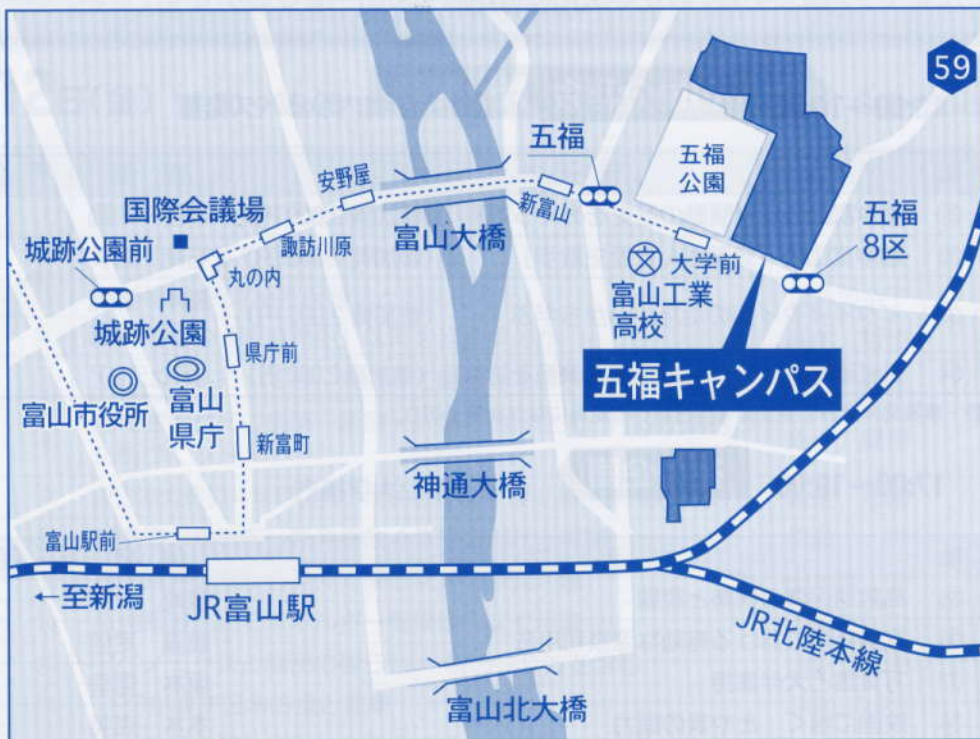 59
五福
五福
公園
安野屋
新富山
五福
8区
国際会議場
城跡公園前
諏訪川原
富山大橋
丸の内
大学前
富山工業
高校
城跡公園
県庁前
五福キャンパス
富山市役所
富山
県庁
新富町
神通大橋
富山駅前
←至新潟
JR富山駅
JR北陸本線
富山北大橋